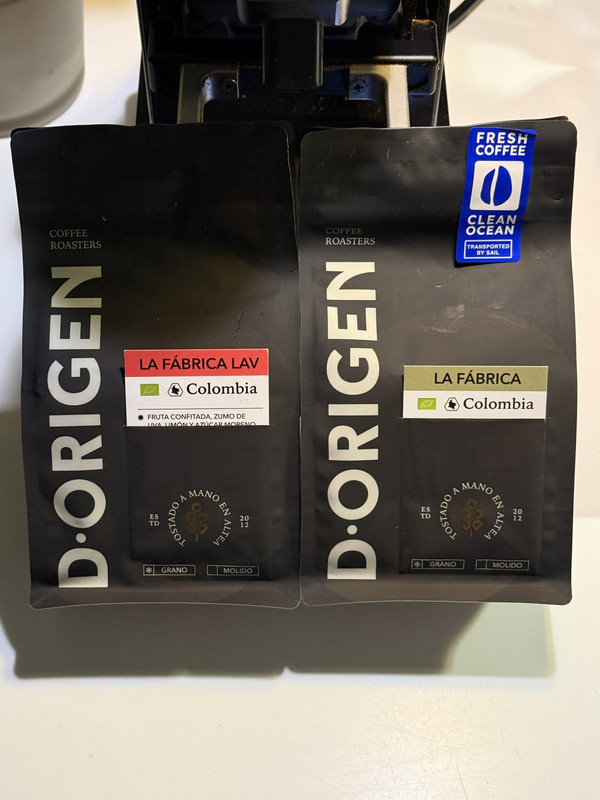 COFFEE
ROASTERS
D·ORIGEN
LA FÁBRICA LAV
Colombia
FRUTA CONFITADA, ZUMO DE
UVA, LIMÓN Y AZÚCAR MORENO
TOSTADO A MANO EN ALTEA
ES
TD
20
12
GRANO
MOLIDO
FRESH
COFFEE
CLEAN
OCEAN
TRANSPORTED
BY SAIL
COFFEE
ROASTERS
D·ORIGEN
LA FÁBRICA
Colombia
TOSTADO A MANO EN ALTEA
ES
TD
20
12
GRANO
MOLIDO